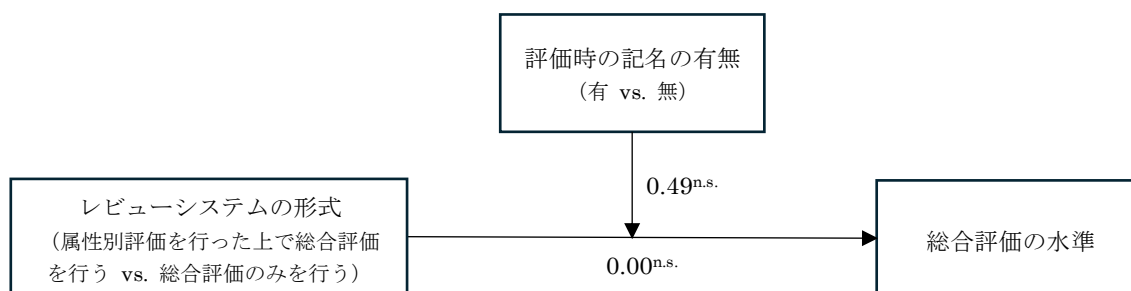 評価時の記名の有無
（有 vs. 無）
0.49n.s.
レビューシステムの形式
（属性別評価を行った上で総合評価
を行う vs. 総合評価のみを行う）
0.00n.s.
総合評価の水準